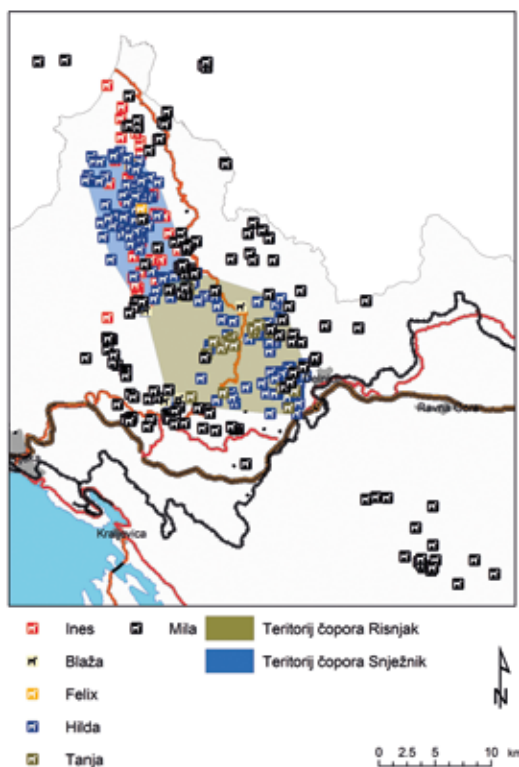 Ravna Gora
Kraljevica
Ines
Mila
Teritorij čopora Risnjak
Blaža
Teritorij čopora Snježnik
Felix
Hilda
N
Tanja
0 2.5 5 10 km